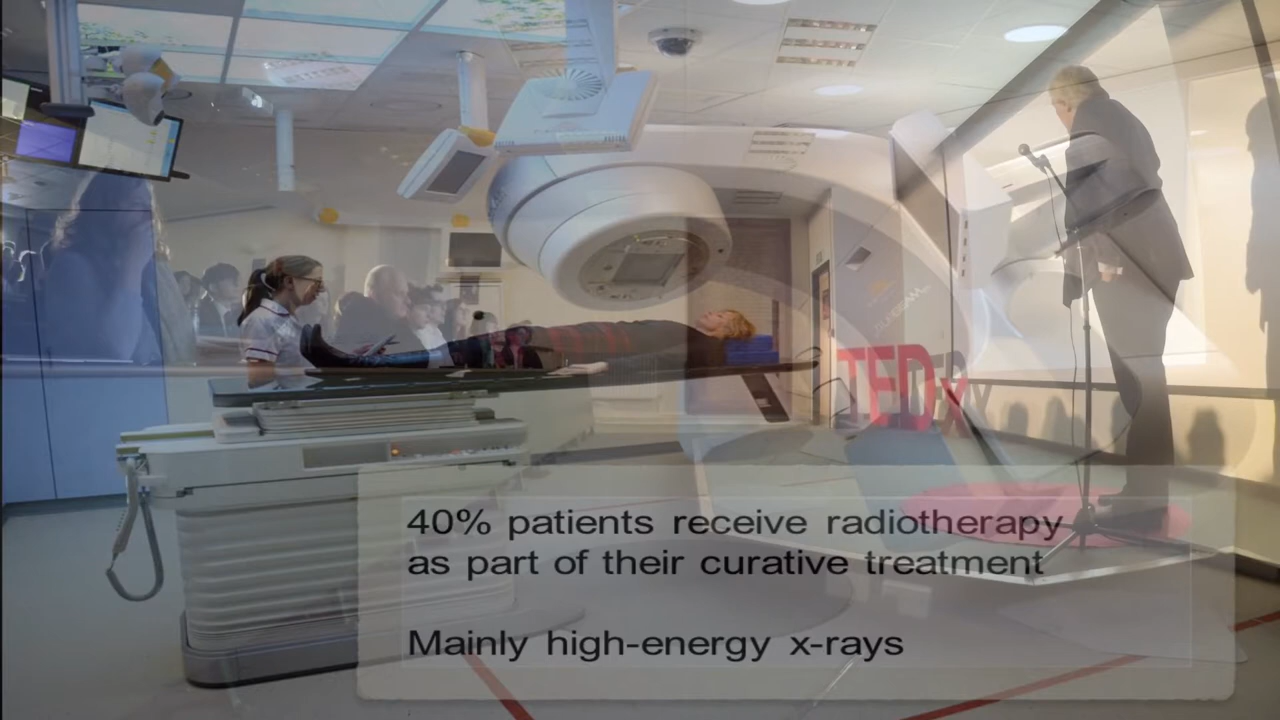 TEDx
40% patients receive radiotherapy
as part of their curative treatment
Mainly high-energy x-rays